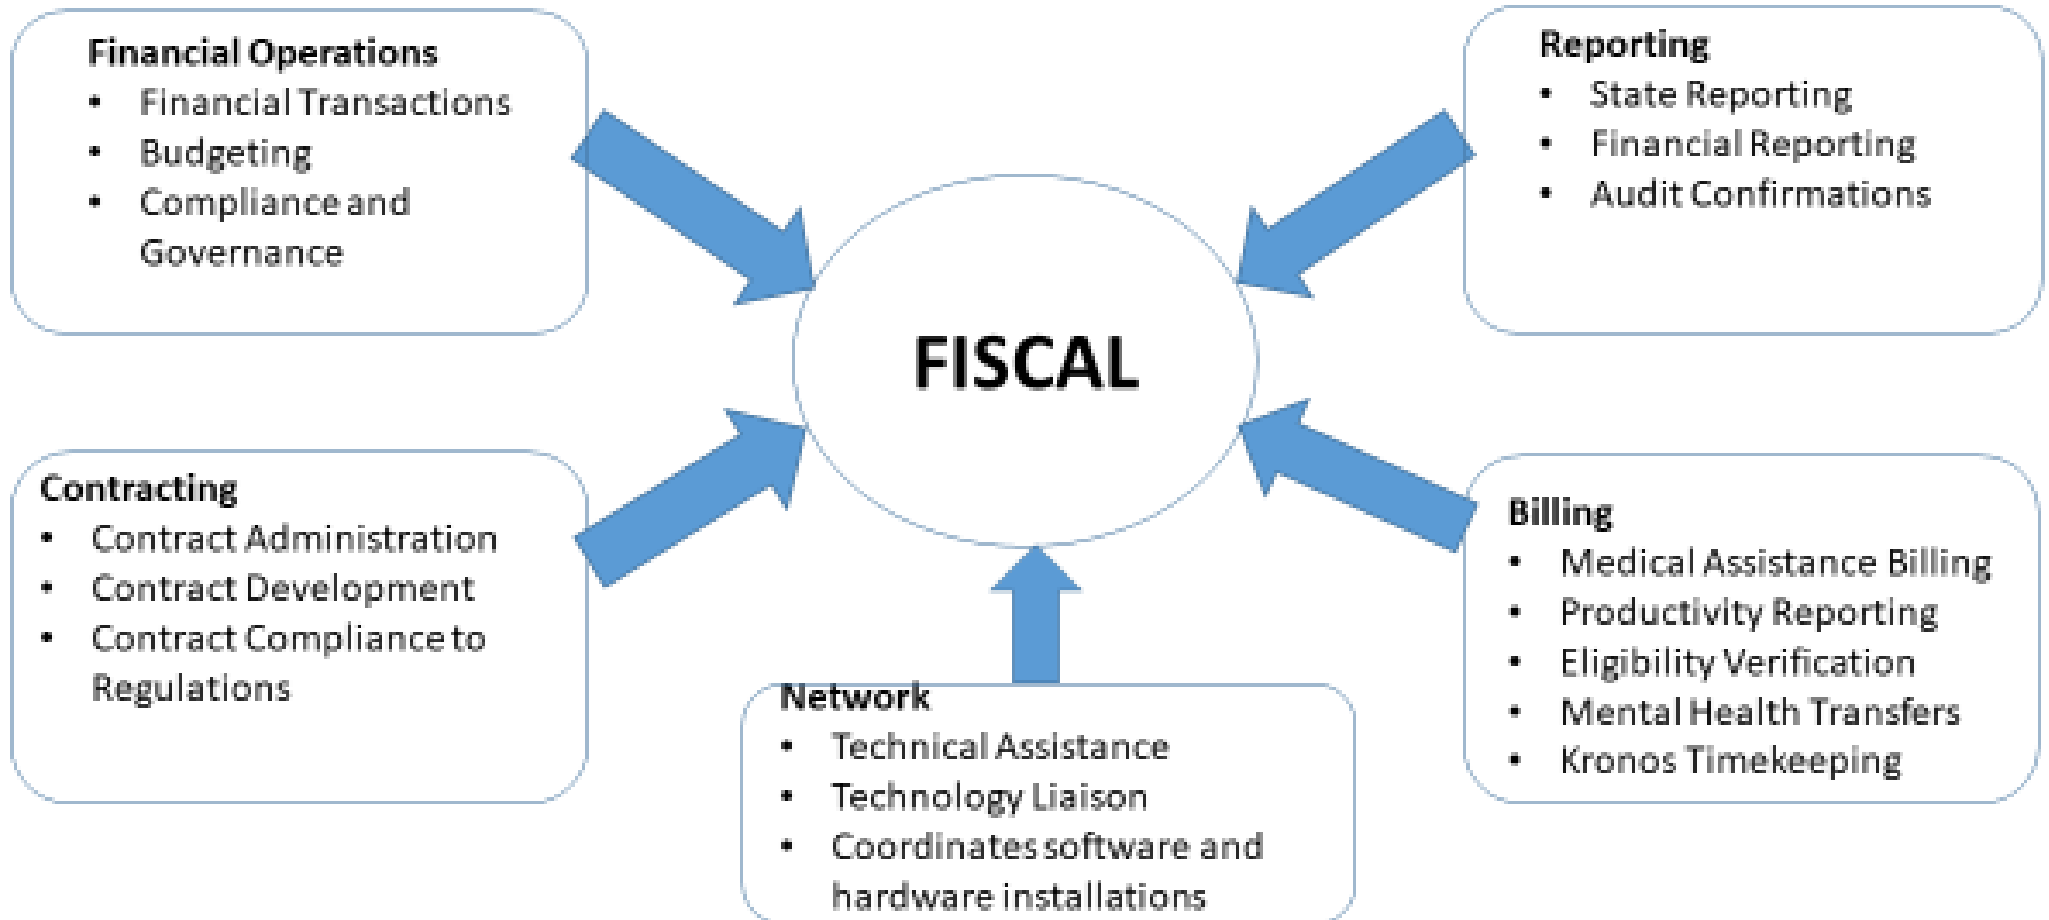 Financial Operations
• Financial Transactions
• Budgeting
• Compliance and
Governance
Reporting
• State Reporting
• Financial Reporting
• Audit Confirmations
FISCAL
Contracting
• Contract Administration
• Contract Development
• Contract Compliance to
Regulations
Network
• Technical Assistance
• Technology Liaison
• Coordinates software and
hardware installations
Billing
• Medical Assistance Billing
• Productivity Reporting
• Eligibility Verification
• Mental Health Transfers
• Kronos Timekeeping